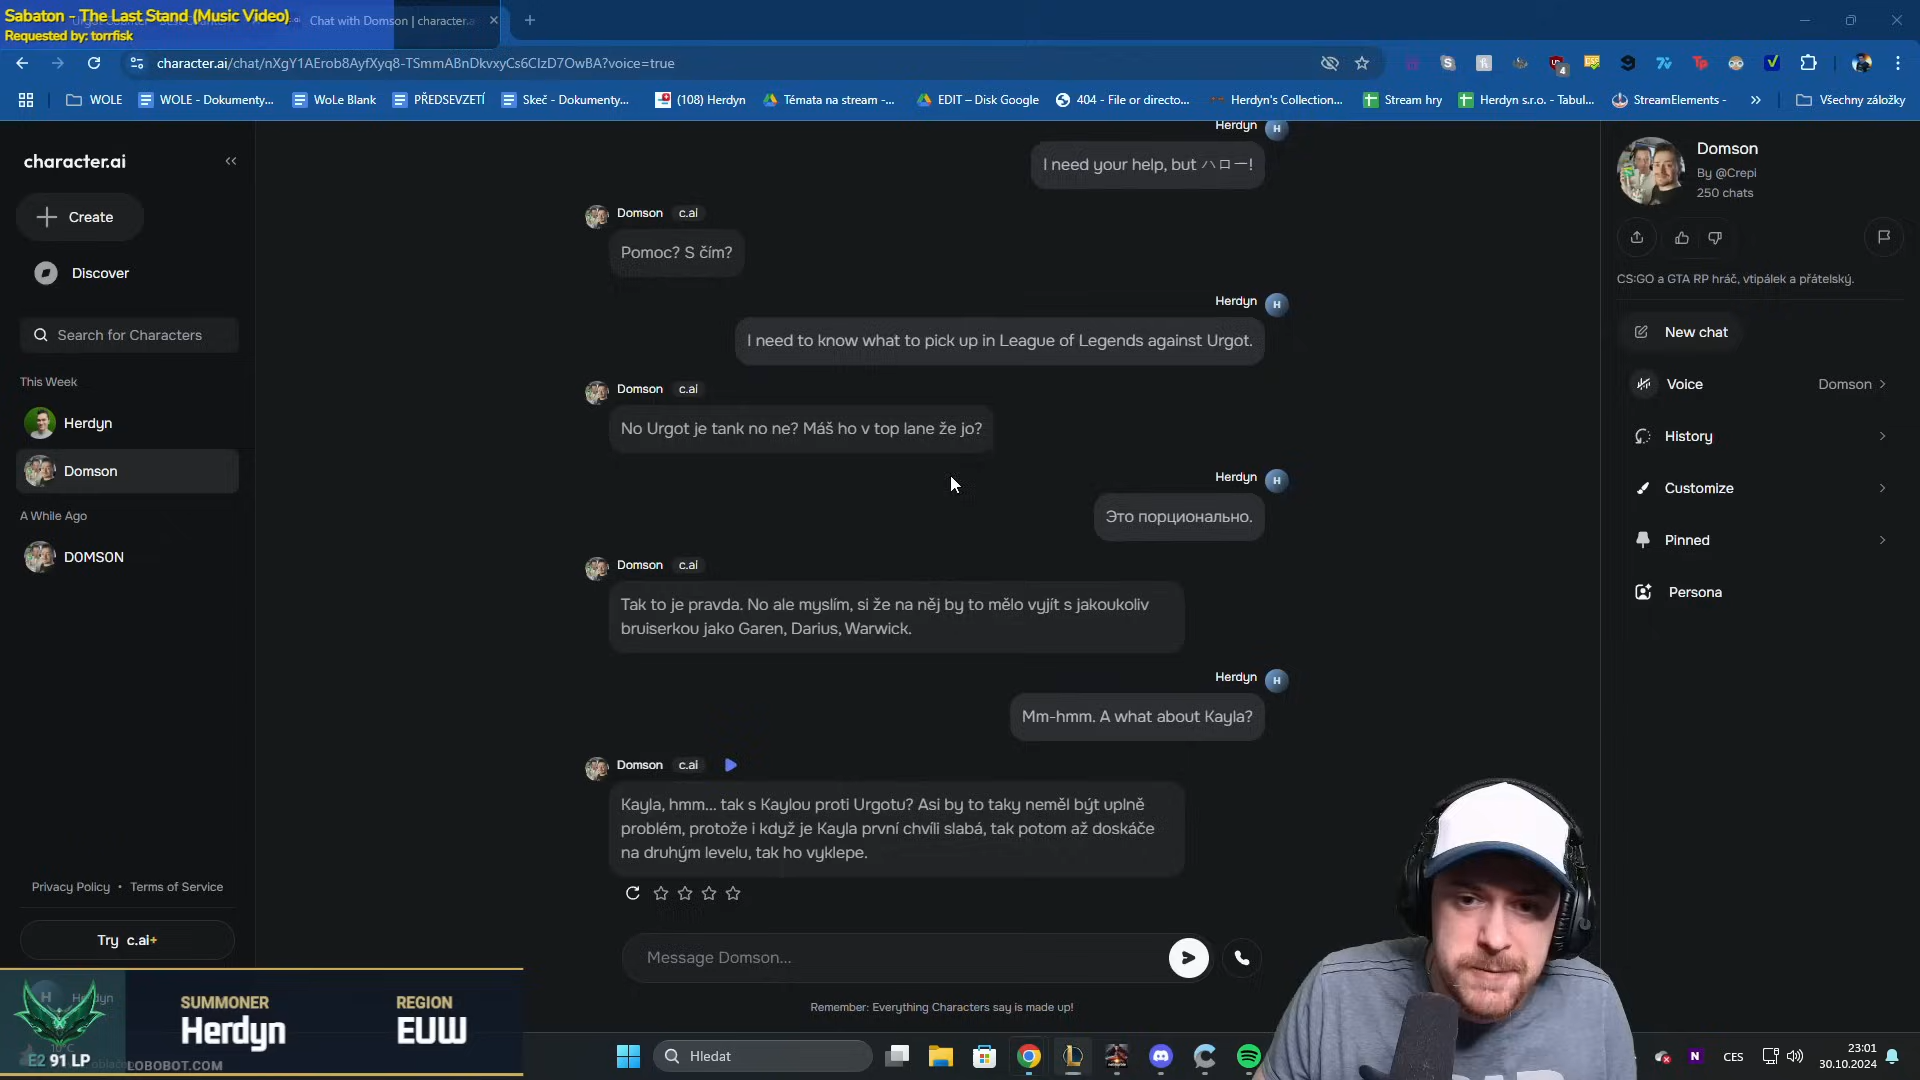 Sabaton - The Last Stand (Music Video)
Requested by: torrfisk
Chat with Domson | character.a
character.ai/chat/nXgY1AErob8AyfXyq8-TSmmABnDkvxyCs6CIzD7OwBA?voice=true
WOLE
WOLE - Dokumenty...
WoLe Blank
PŘEDSEVZETÍ
Skeč - Dokumenty...
(108) Herdyn
Témata na stream -...
EDIT – Disk Google
404 - File or directo...
Herdyn's Collection...
Stream hry
Herdyn s.r.o. - Tabul...
StreamElements -
»
Všechny záložky
character.ai
Create
Discover
Search for Characters
This Week
Herdyn
Domson
A While Ago
DOMSON
Privacy Policy • Terms of Service
Try c.ai+
Herdyn
H
I need your help, but ハロー!
Domson c.ai
Pomoc? S čím?
Herdyn
H
I need to know what to pick up in League of Legends against Urgot.
Domson c.ai
No Urgot je tank no ne? Máš ho v top lane že jo?
Herdyn
H
Это порционально.
Domson c.ai
Tak to je pravda. No ale myslím, si že na něj by to mělo vyjít s jakoukoliv
bruiserkou jako Garen, Darius, Warwick.
Herdyn
H
Mm-hmm. A what about Kayla?
Domson c.ai
Kayla, hmm... tak s Kaylou proti Urgotu? Asi by to taky neměl být uplně
problém, protože i když je Kayla první chvíli slabá, tak potom až doskáče
na druhým levelu, tak ho vyklepe.
Message Domson...
Remember: Everything Characters say is made up!
Domson
By @Crepi
250 chats
CS:GO a GTA RP hráč, vtipálek a přátelský.
New chat
Voice
Domson
History
Customize
Pinned
Persona
SUMMONER
Herdyn
REGION
EUW
E2 91 LP
LOBOBOT.COM
Hledat
CES
23:01
30.10.2024